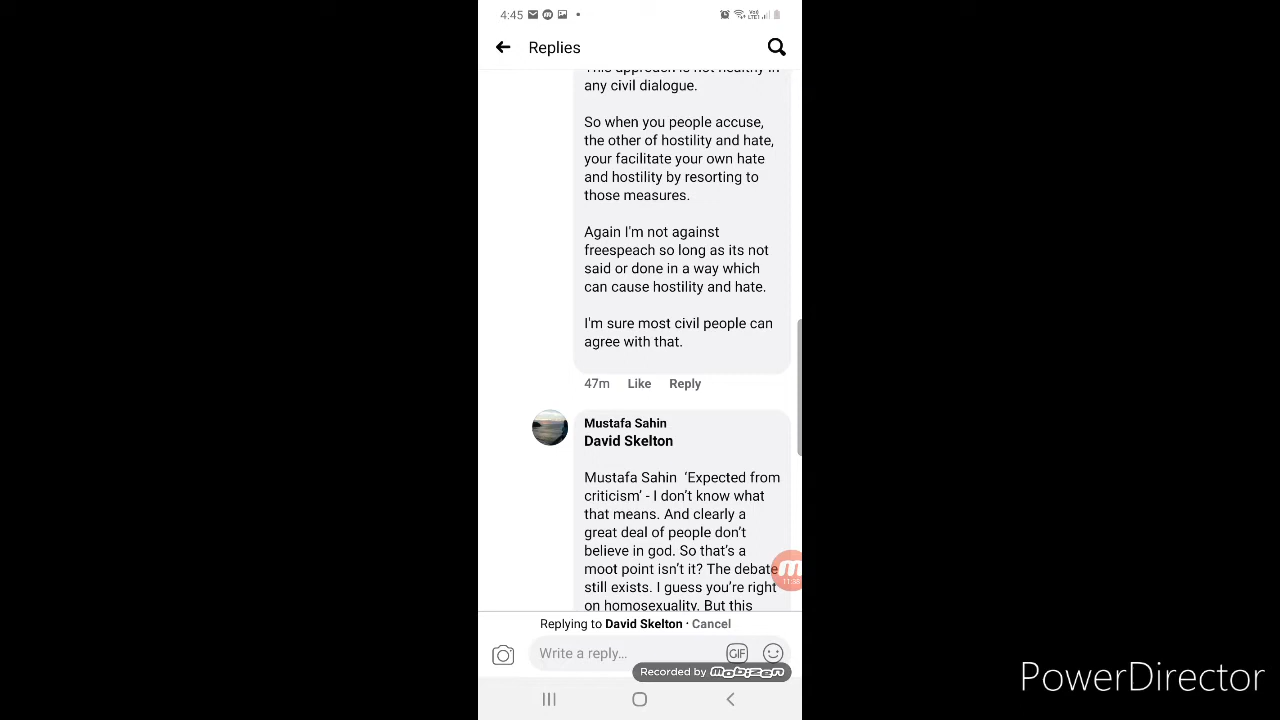 4:45
Replies
This approach is not healthy in
any civil dialogue.
So when you people accuse,
the other of hostility and hate,
your facilitate your own hate
and hostility by resorting to
those measures.
Again I'm not against
freespeach so long as its not
said or done in a way which
can cause hostility and hate.
I'm sure most civil people can
agree with that.
47m Like Reply
Mustafa Sahin
David Skelton
Mustafa Sahin ‘Expected from
criticism’ - I don’t know what
that means. And clearly a
great deal of people don’t
believe in god. So that’s a
moot point isn’t it? The debate
still exists. I guess you’re right
on homosexuality. But this
11:38
Replying to David Skelton · Cancel
Write a reply...
GIF
Recorded by mobizen
PowerDirector